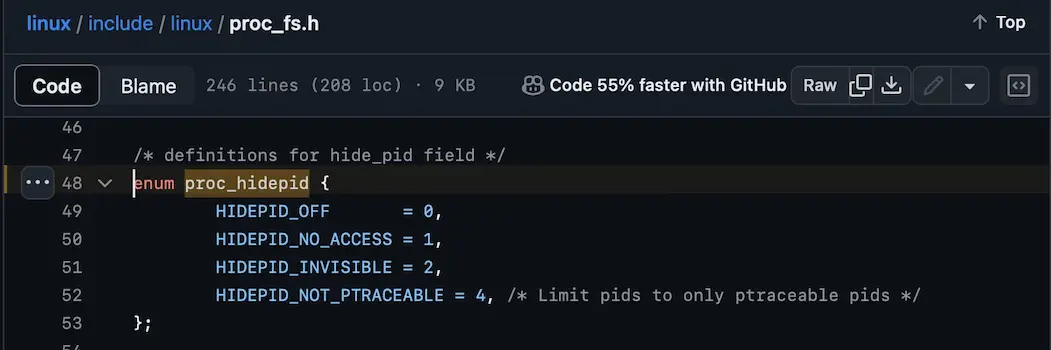 linux / include / linux / proc_fs.h Top
Code Blame 246 lines (208 loc) · 9 KB Code 55% faster with GitHub Raw
46
47 /* definitions for hide_pid field */
48 enum proc_hidepid {
49 HIDEPID_OFF = 0,
50 HIDEPID_NO_ACCESS = 1,
51 HIDEPID_INVISIBLE = 2,
52 HIDEPID_NOT_PTRACEABLE = 4, /* Limit pids to only ptraceable pids */
53 };